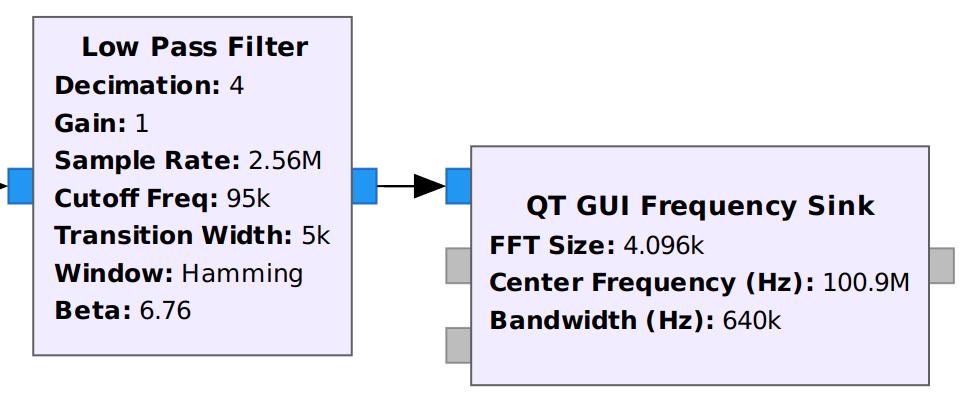 Low Pass Filter
Decimation: 4
Gain: 1
Sample Rate: 2.56M
Cutoff Freq: 95k
Transition Width: 5k
Window: Hamming
Beta: 6.76
QT GUI Frequency Sink
FFT Size: 4.096k
Center Frequency (Hz): 100.9M
Bandwidth (Hz): 640k